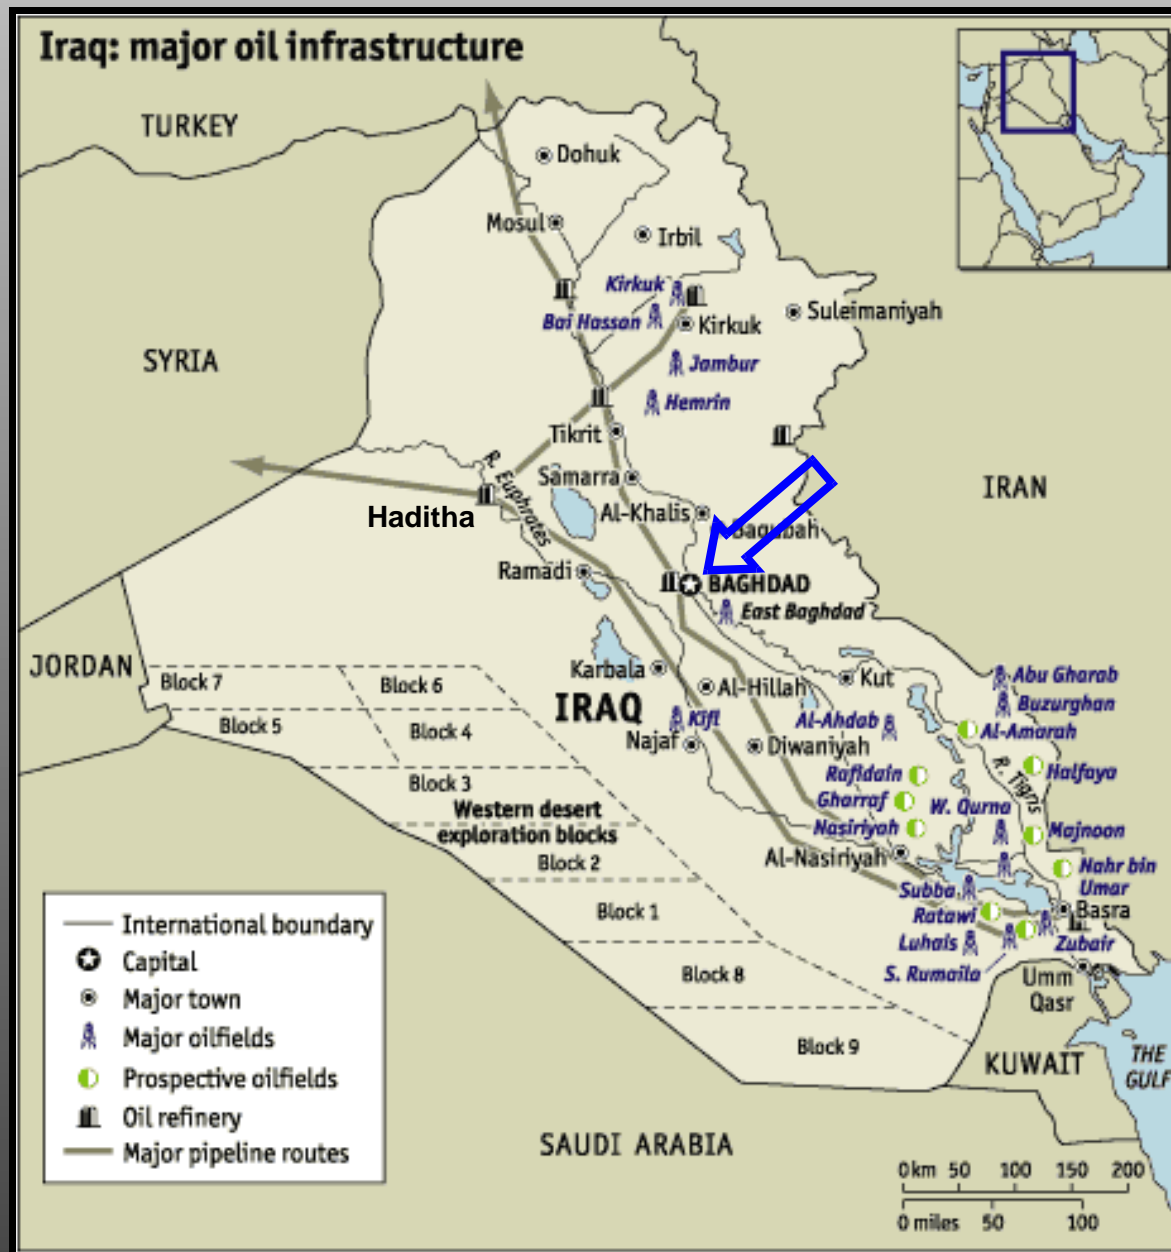 Iraq: major oil infrastructure
TURKEY
Dohuk
Mosul
Irbil
Kirkuk
Bai Hassan
Kirkuk
Suleimaniyah
SYRIA
Jambur
Hemrin
Tikrit
R. Euphrates
Samarra
IRAN
Haditha
Al-Khalis
Baqubah
Ramadi
BAGHDAD
East Baghdad
JORDAN
Karbala
Kut
Abu Gharab
Block 7
Block 6
Al-Hillah
Buzurghan
IRAQ
Kifl
Al-Ahdab
Al-Amarah
Block 5
Block 4
Najaf
Diwaniyah
R. Tigris
Rafidain
Halfaya
Block 3
Gharraf
W. Qurna
Western desert
exploration blocks
Nasiriyah
Majnoon
Block 2
Al-Nasiriyah
Nahr bin
Umar
Subba
Block 1
Ratawi
Basra
Luhais
Zubair
S. Rumaila
Block 8
Umm
Qasr
Block 9
KUWAIT
THE
GULF
International boundary
Capital
Major town
Major oilfields
Prospective oilfields
Oil refinery
Major pipeline routes
SAUDI ARABIA
0 km 50 100 150 200
0 miles 50 100